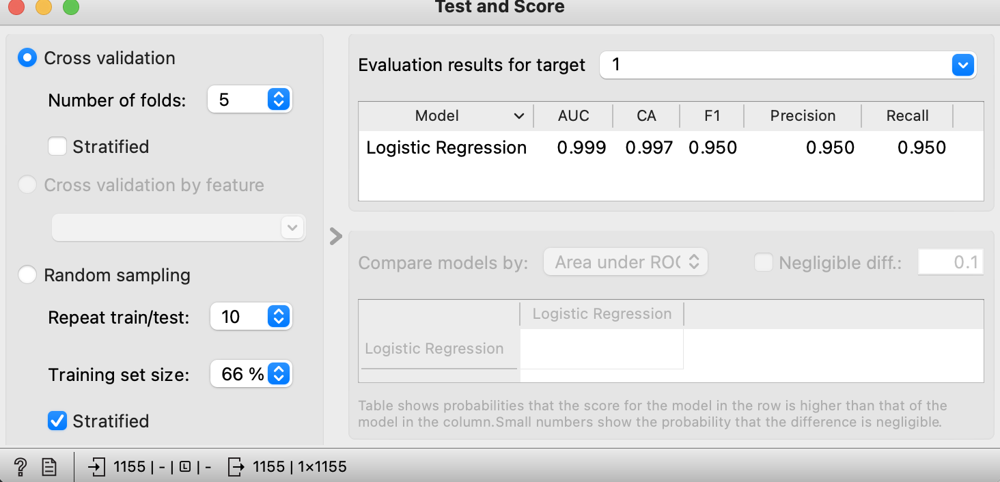 Test and Score
Cross validation
Number of folds: 5
Stratified
Cross validation by feature
Random sampling
Repeat train/test: 10
Training set size: 66 %
Stratified
Evaluation results for target 1
Model AUC CA F1 Precision Recall
Logistic Regression 0.999 0.997 0.950 0.950 0.950
Compare models by: Area under RO Negligible diff.: 0.1
Logistic Regression
Logistic Regression
Table shows probabilities that the score for the model in the row is higher than that of the
model in the column.Small numbers show the probability that the difference is negligible.
? 1155 | - | L | - 1155 | 1×1155